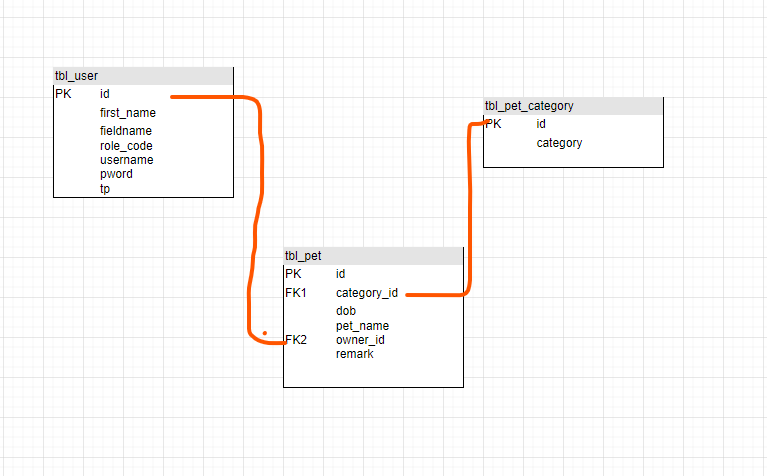 tbl_user
PK id
first_name
fieldname
role_code
username
pword
tp
tbl_pet_category
PK id
category
tbl_pet
PK id
FK1 category_id
dob
pet_name
FK2 owner_id
remark